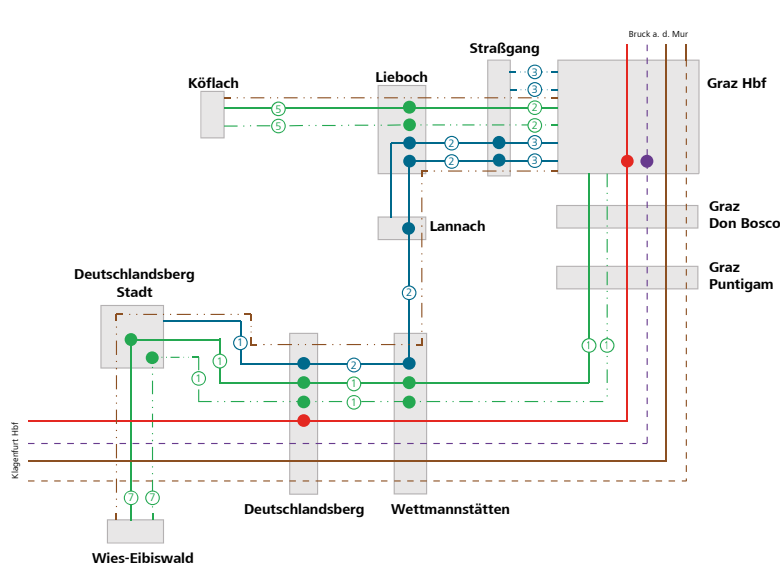 Bruck a. d. Mur
Straßgang
Lieboch
Köflach
Graz Hbf
3
3
5
2
5
2
2
3
2
3
Graz
Don Bosco
Lannach
Graz
Puntigam
Deutschlandsberg
Stadt
2
1
1
1
1
2
1
1
1
Klagenfurt Hbf
7
7
Deutschlandsberg
Wettmannstätten
Wies-Eibiswald